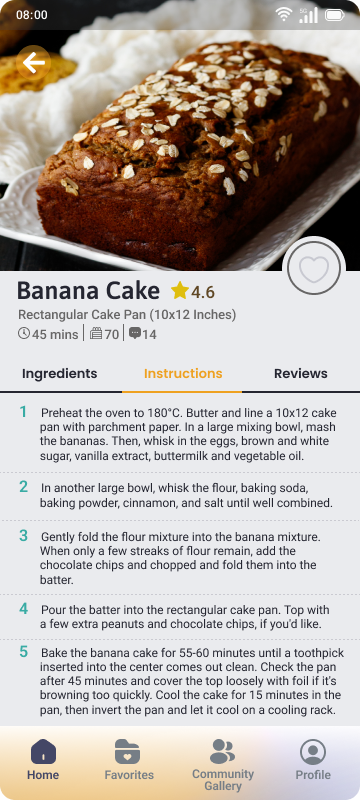 08:00
5G
Banana Cake 4.6
Rectangular Cake Pan (10x12 Inches)
45 mins 70 14
Ingredients Instructions Reviews
1 Preheat the oven to 180°C. Butter and line a 10x12 cake
pan with parchment paper. In a large mixing bowl, mash
the bananas. Then, whisk in the eggs, brown and white
sugar, vanilla extract, buttermilk and vegetable oil.
2 In another large bowl, whisk the flour, baking soda,
baking powder, cinnamon, and salt until well combined.
3 Gently fold the flour mixture into the banana mixture.
When only a few streaks of flour remain, add the
chocolate chips and chopped and fold them into the
batter.
4 Pour the batter into the rectangular cake pan. Top with
a few extra peanuts and chocolate chips, if you'd like.
5 Bake the banana cake for 55-60 minutes until a toothpick
inserted into the center comes out clean. Check the pan
after 45 minutes and cover the top loosely with foil if it's
browning too quickly. Cool the cake for 15 minutes in the
pan, then invert the pan and let it cool on a cooling rack.
Home Favorites Community Profile
Gallery